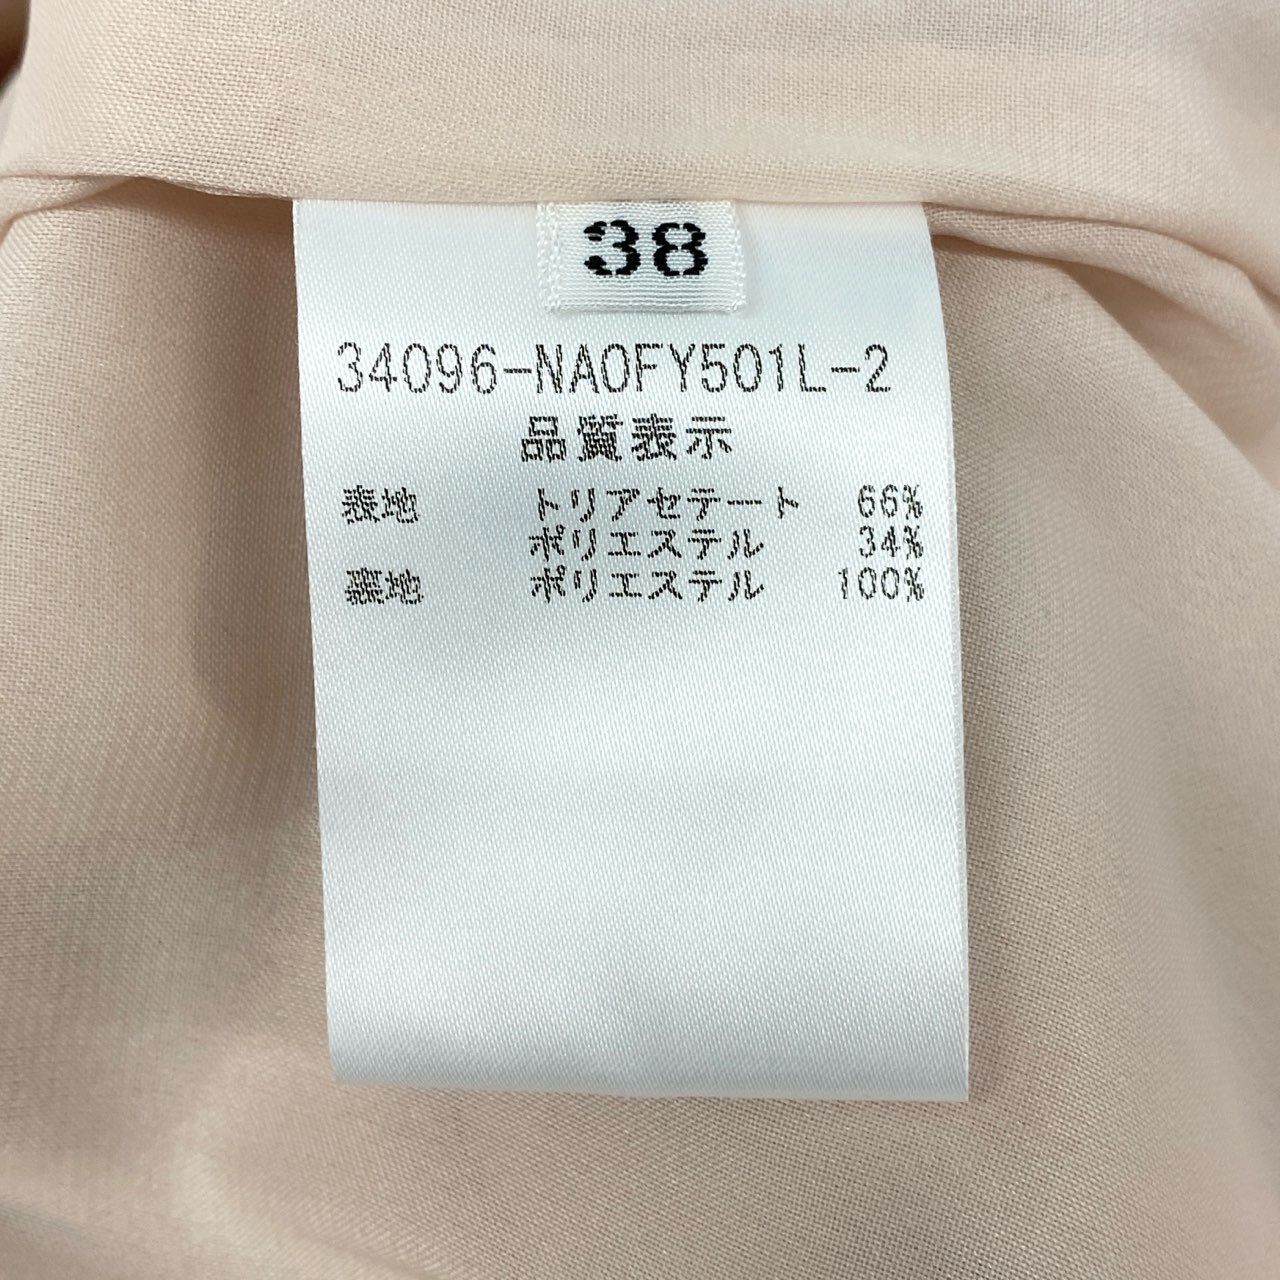 38
34096-NA0FY501L-2
品質表示
表地 トリアセテート 66%
ポリエステル 34%
裏地 ポリエステル 100%